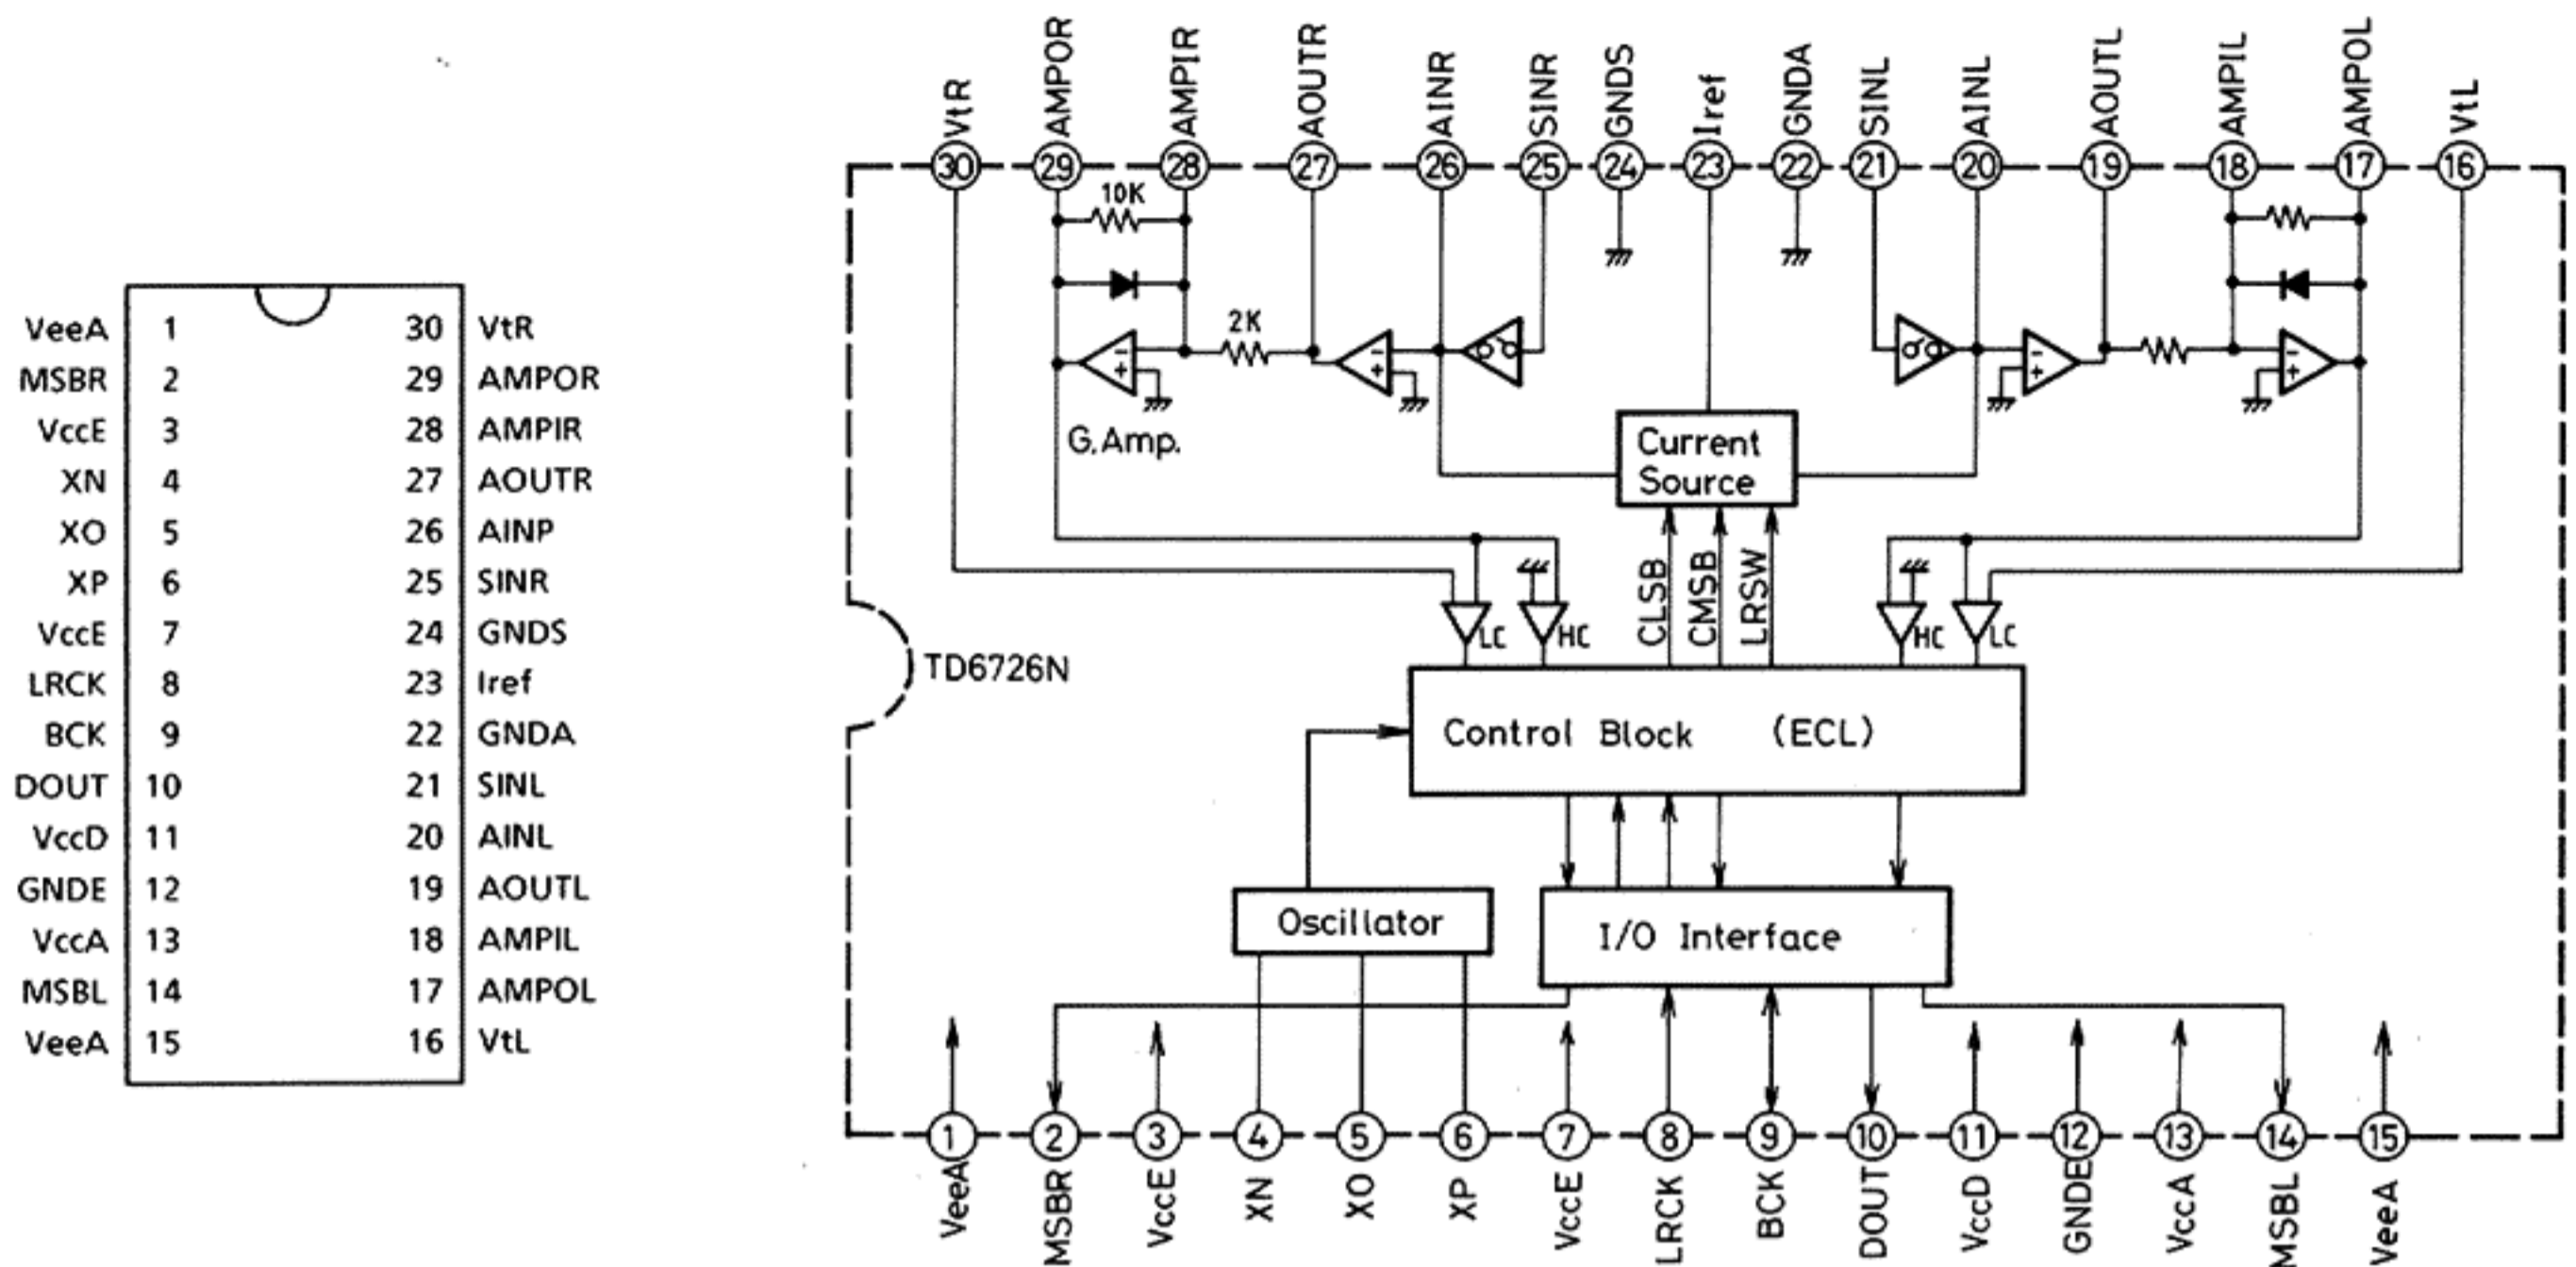 VeeA 1 30 VtR
MSBR 2 29 AMPOR
VccE 3 28 AMPIR
XN 4 27 AOUTR
XO 5 26 AINP
XP 6 25 SINR
VccE 7 24 GNDS
LRCK 8 23 Iref
BCK 9 22 GNDA
DOUT 10 21 SINL
VccD 11 20 AINL
GNDE 12 19 AOUTL
VccA 13 18 AMPIL
MSBL 14 17 AMPOL
VeeA 15 16 VtL
VtR AMPOR AMPIR AOUTR AINR SINR GNDS Iref GNDA SINL AINL AOUTL AMPIL AMPOL VtL
30 29 28 27 26 25 24 23 22 21 20 19 18 17 16
10K
2K
- + - + - + - +
G.Amp.
Current
Source
CLSB CMSB LRSW
LC HC HC LC
TD6726N
Control Block (ECL)
Oscillator
I/O Interface
1 2 3 4 5 6 7 8 9 10 11 12 13 14 15
VeeA MSBR VccE XN XO XP VccE LRCK BCK DOUT VccD GNDE VccA MSBL VeeA